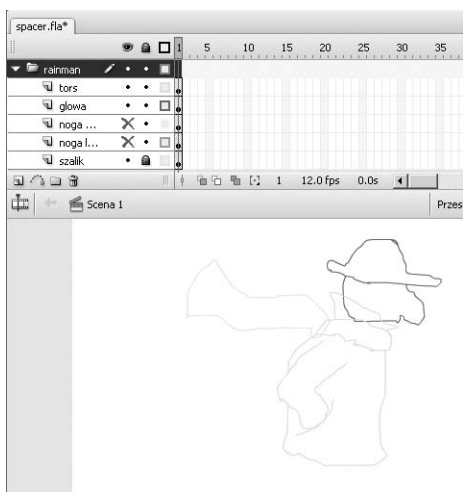 spacer.fla*
1 5 10 15 20 25 30 35
rainman
tors
glowa
noga ...
noga l...
szalik
1 12.0 fps 0.0s
Scena 1 Przes